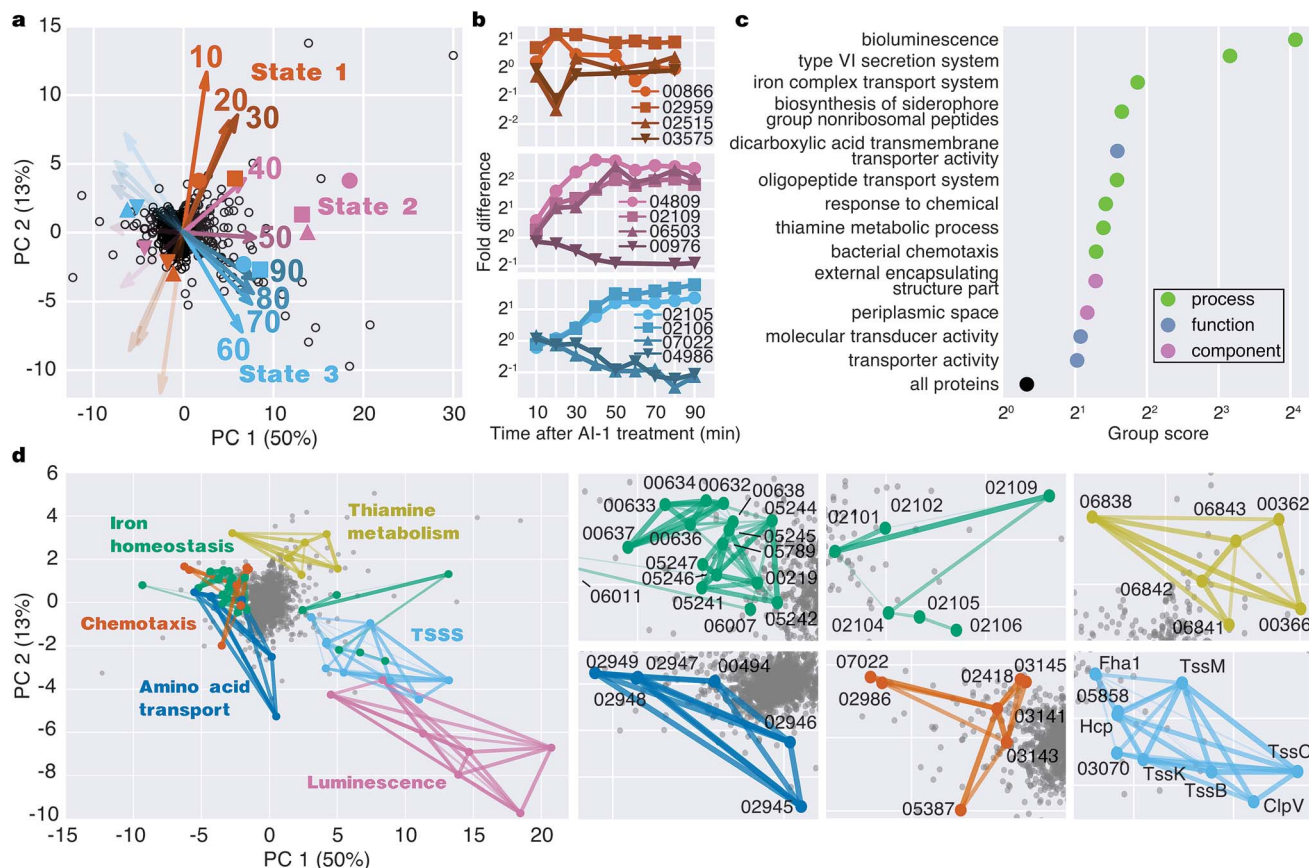 a
15
10
5
0
-5
-10
PC 2 (13%)
-10
0
10
20
30
PC 1 (50%)
10
State 1
20
30
40
State 2
50
90
80
70
60
State 3
b
Fold difference
2^1
2^0
2^-1
2^-2
00866
02959
02515
03575
2^2
2^1
2^0
2^-1
04809
02109
06503
00976
2^1
2^0
2^-1
02105
02106
07022
04986
10
30
50
70
90
Time after AI-1 treatment (min)
c
bioluminescence
type VI secretion system
iron complex transport system
biosynthesis of siderophore
group nonribosomal peptides
dicarboxylic acid transmembrane
transporter activity
oligopeptide transport system
response to chemical
thiamine metabolic process
bacterial chemotaxis
external encapsulating
structure part
periplasmic space
molecular transducer activity
transporter activity
all proteins
process
function
component
2^0
2^1
2^2
2^3
2^4
Group score
d
6
4
2
0
-2
-4
-6
-8
-10
PC 2 (13%)
-15
-10
-5
0
5
10
15
20
PC 1 (50%)
Iron
homeostasis
Thiamine
metabolism
Chemotaxis
TSSS
Amino acid
transport
Luminescence
00634
00632
00638
00633
05244
00637
00636
05245
05789
05247
05246
00219
6011
05241
06007
05242
02109
02102
02101
02104
02105
02106
06838
06843
00362
06842
06841
00366
02949
02947
00494
02948
02946
02945
07022
02986
02418
03145
03141
03143
05387
Fha1
TssM
05858
Hcp
TssC
03070
TssK
TssB
ClpV